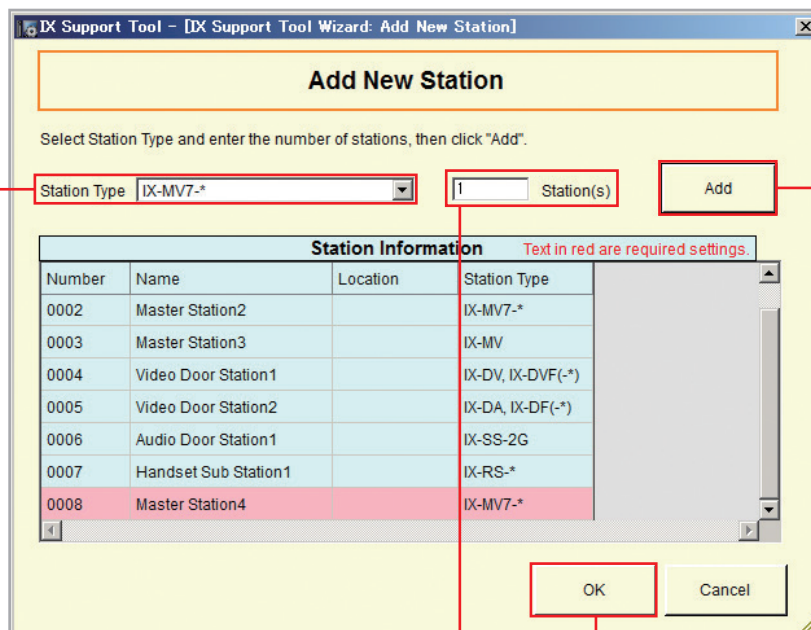 IX Support Tool - [IX Support Tool Wizard: Add New Station]
Add New Station
Select Station Type and enter the number of stations, then click "Add".
Station Type IX-MV7-* 1 Station(s) Add
Station Information Text in red are required settings.
Number Name Location Station Type
0002 Master Station2 IX-MV7-*
0003 Master Station3 IX-MV
0004 Video Door Station1 IX-DV, IX-DVF(-*)
0005 Video Door Station2 IX-DA, IX-DF(-*)
0006 Audio Door Station1 IX-SS-2G
0007 Handset Sub Station1 IX-RS-*
0008 Master Station4 IX-MV7-*
OK Cancel